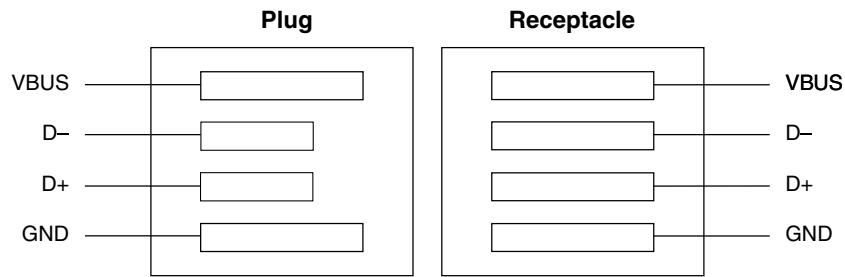 Plug Receptacle
VBUS VBUS
D– D–
D+ D+
GND GND